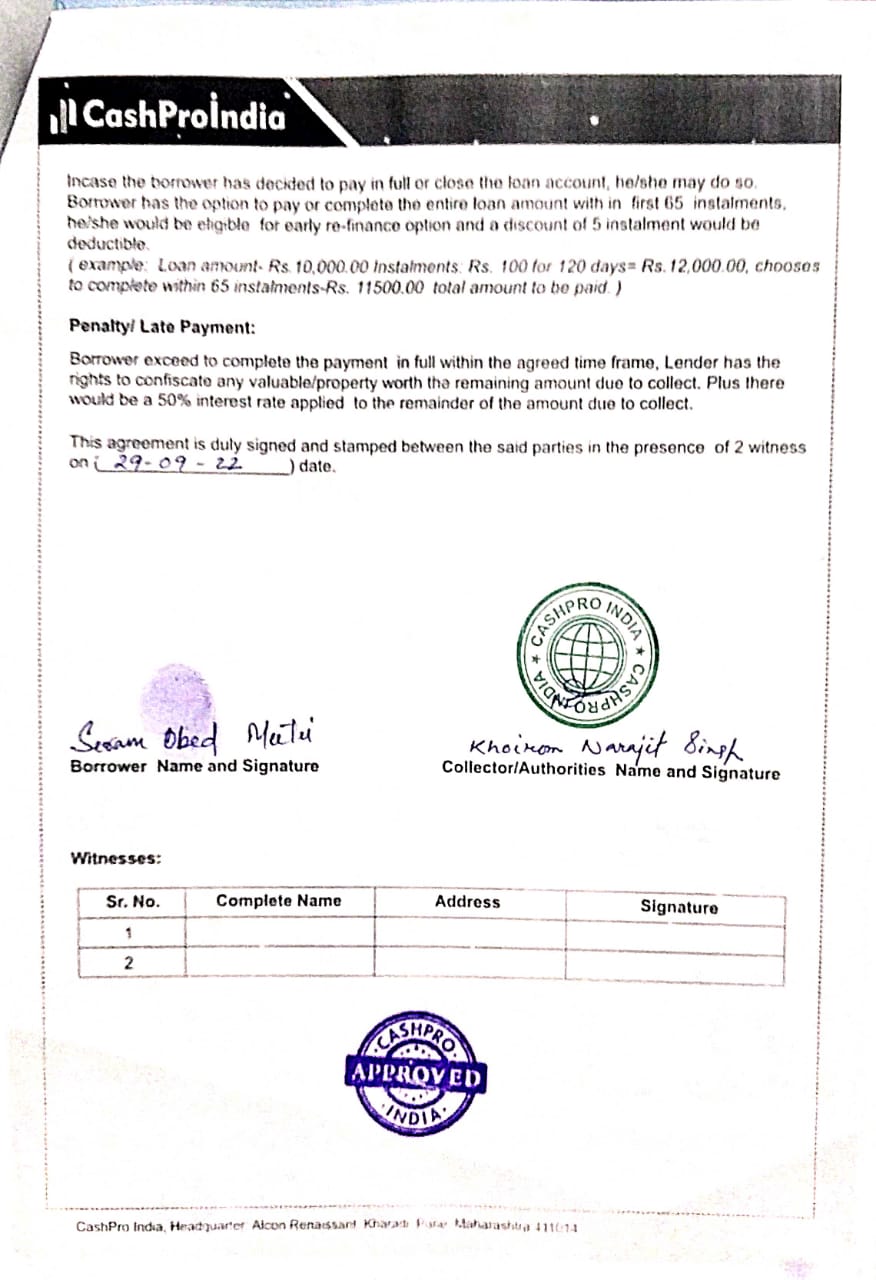 CashProIndia
Incase the borrower has decided to pay in full or close the loan account, he/she may do so.
Borrower has the option to pay or complete the entire loan amount with in first 65 instalments,
he/she would be eligible for early re-finance option and a discount of 5 instalment would be
deductible.
( example: Loan amount- Rs. 10,000.00 Instalments. Rs. 100 for 120 days= Rs. 12,000.00, chooses
to complete within 65 instalments-Rs. 11500.00 total amount to be paid. )
Penalty/ Late Payment:
Borrower exceed to complete the payment in full within the agreed time frame, Lender has the
rights to confiscate any valuable/property worth the remaining amount due to collect. Plus there
would be a 50% interest rate applied to the remainder of the amount due to collect.
This agreement is duly signed and stamped between the said parties in the presence of 2 witness
on ( 29-09-22 ) date.
CASHPRO INDIA ★ CASHPRO INDIA ★
Seram Obed Meitei
Borrower Name and Signature
Khoirom Narajit Singh
Collector/Authorities Name and Signature
Witnesses:
Sr. No. Complete Name Address Signature
1
2
CASHPRO
APPROVED
INDIA
CashPro India, Headquarter Alcon Renaissant Kharadi Maharashtra